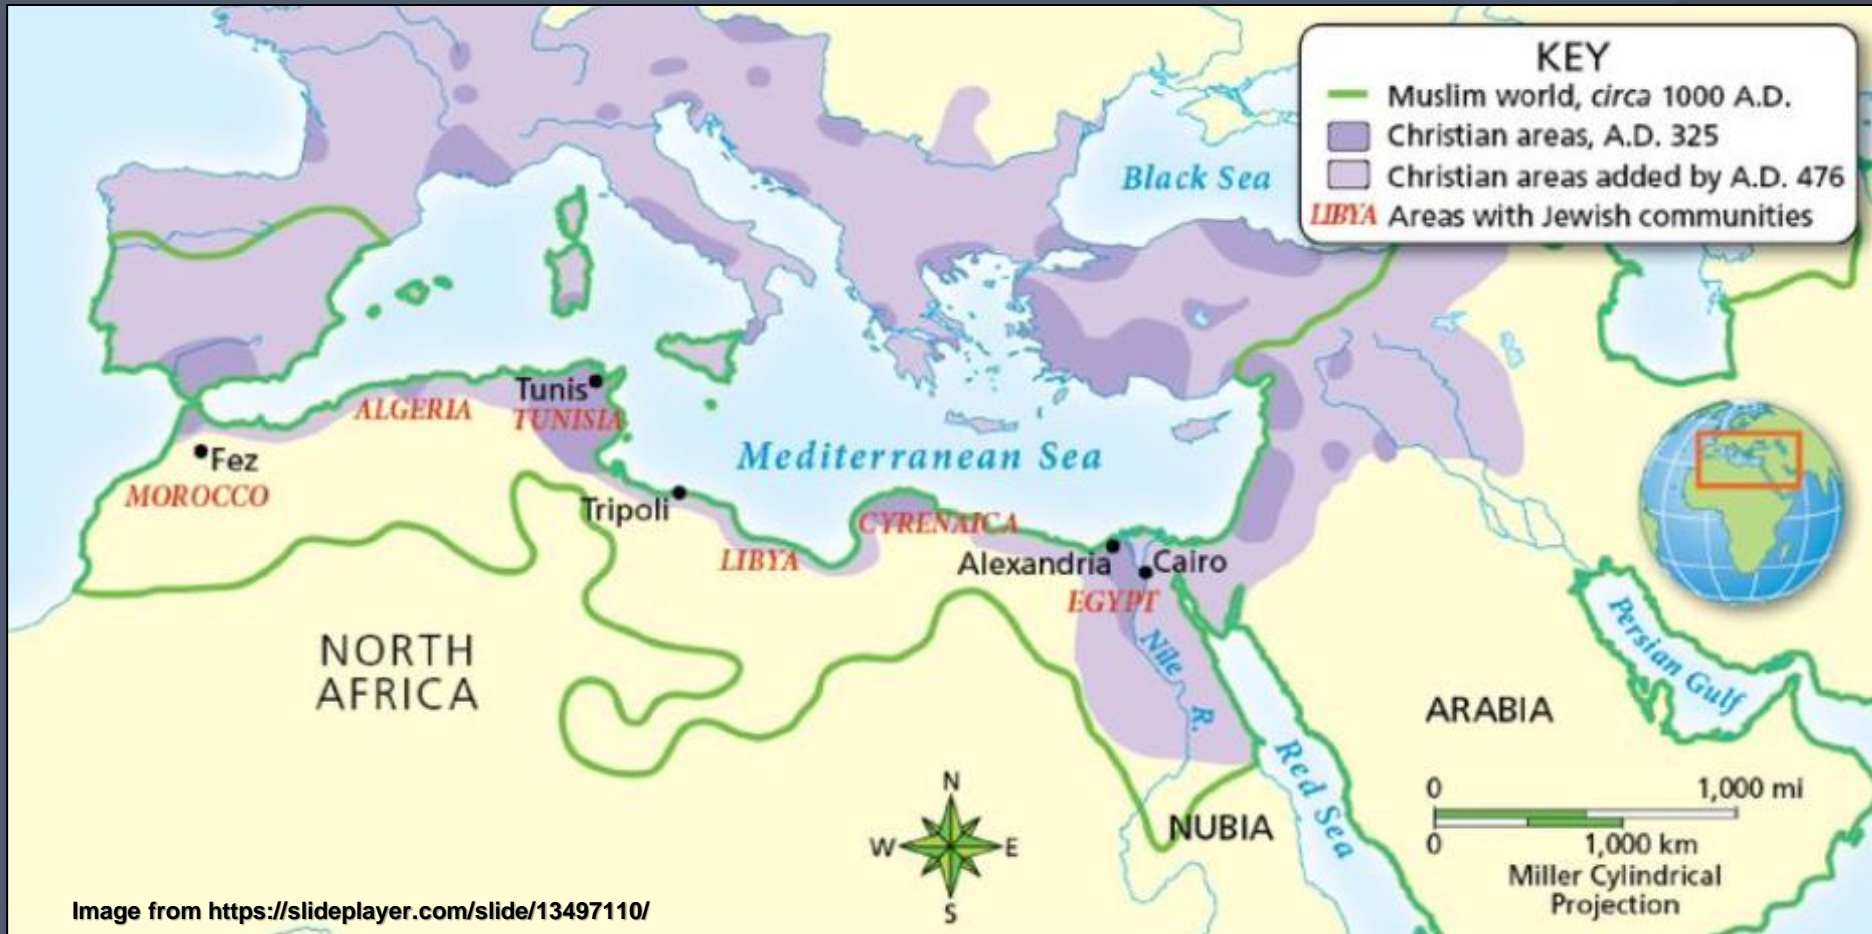 KEY
Muslim world, circa 1000 A.D.
Christian areas, A.D. 325
Christian areas added by A.D. 476
LIBYA Areas with Jewish communities
Black Sea
Tunis
TUNISIA
ALGERIA
Fez
MOROCCO
Mediterranean Sea
Tripoli
LIBYA
CYRENAICA
Alexandria
Cairo
EGYPT
Nile R.
NORTH
AFRICA
Persian Gulf
ARABIA
Red Sea
NUBIA
N
W E
S
0 1,000 mi
0 1,000 km
Miller Cylindrical
Projection
Image from https://slideplayer.com/slide/13497110/